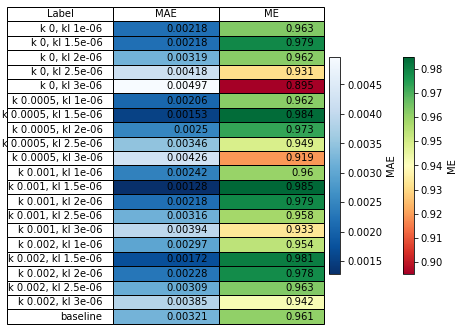 Label MAE ME
k 0, kl 1e-06 0.00218 0.963
k 0, kl 1.5e-06 0.00218 0.979
k 0, kl 2e-06 0.00319 0.962
k 0, kl 2.5e-06 0.00418 0.931
k 0, kl 3e-06 0.00497 0.895
k 0.0005, kl 1e-06 0.00206 0.962
k 0.0005, kl 1.5e-06 0.00153 0.984
k 0.0005, kl 2e-06 0.0025 0.973
k 0.0005, kl 2.5e-06 0.00346 0.949
k 0.0005, kl 3e-06 0.00426 0.919
k 0.001, kl 1e-06 0.00242 0.96
k 0.001, kl 1.5e-06 0.00128 0.985
k 0.001, kl 2e-06 0.00218 0.979
k 0.001, kl 2.5e-06 0.00316 0.958
k 0.001, kl 3e-06 0.00394 0.933
k 0.002, kl 1e-06 0.00297 0.954
k 0.002, kl 1.5e-06 0.00172 0.981
k 0.002, kl 2e-06 0.00228 0.978
k 0.002, kl 2.5e-06 0.00309 0.963
k 0.002, kl 3e-06 0.00385 0.942
baseline 0.00321 0.961
0.0045
0.0040
0.0035
0.0030
0.0025
0.0020
0.0015
MAE
0.98
0.97
0.96
0.95
0.94
0.93
0.92
0.91
0.90
ME